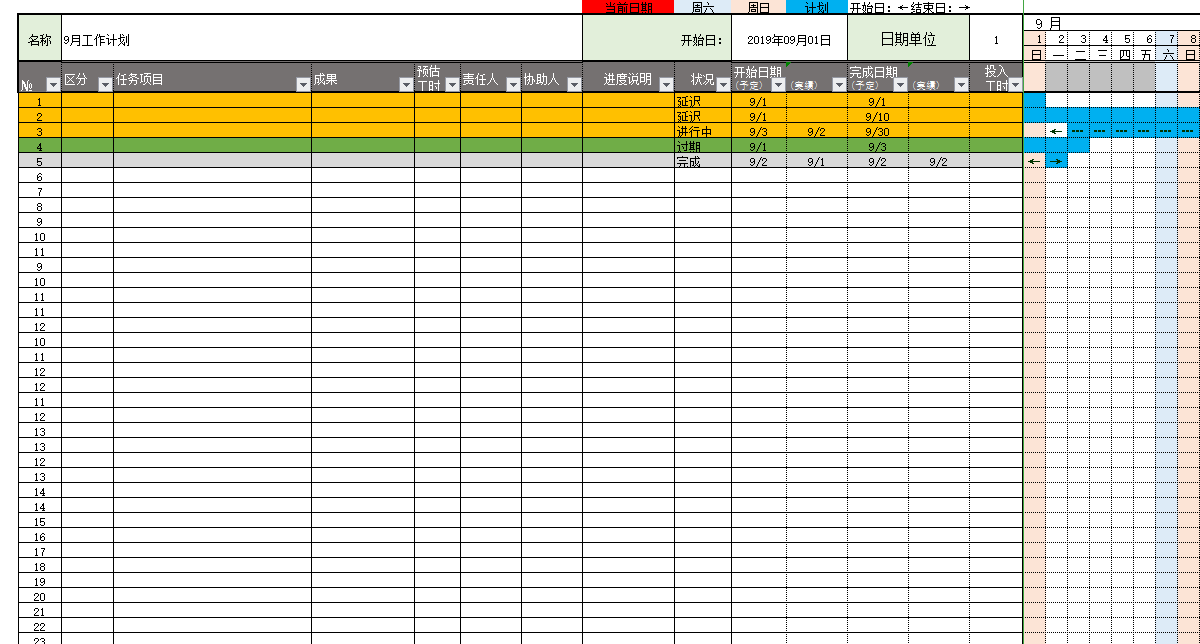 当前日期 周六 周日 计划 开始日：← 结束日：→
9 月
名称 9月工作计划 开始日： 2019年09月01日 日期单位 1
1 2 3 4 5 6 7 8
日 一 二 三 四 五 六 日
№ 区分 任务项目 成果 预估工时 责任人 协助人 进度说明 状况 开始日期（予定） （実績） 完成日期（予定） （実績） 投入工时
1 延迟 9/1 9/1
2 延迟 9/1 9/10
3 进行中 9/3 9/2 9/30 ← --- --- --- --- --- ---
4 过期 9/1 9/3
5 完成 9/2 9/1 9/2 9/2 ← →
6
7
8
9
10
11
9
10
11
11
12
10
11
12
12
11
12
13
13
12
13
14
14
15
16
17
18
19
20
21
22
23